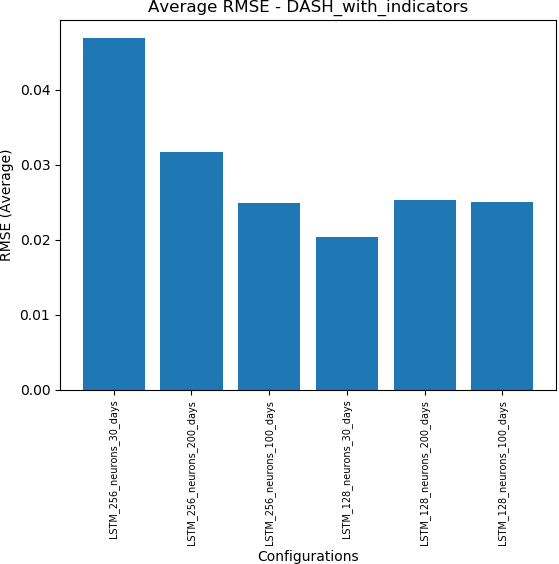 Average RMSE - DASH_with_indicators
RMSE (Average)
0.04
0.03
0.02
0.01
0.00
LSTM_256_neurons_30_days
LSTM_256_neurons_200_days
LSTM_256_neurons_100_days
LSTM_128_neurons_30_days
LSTM_128_neurons_200_days
LSTM_128_neurons_100_days
Configurations